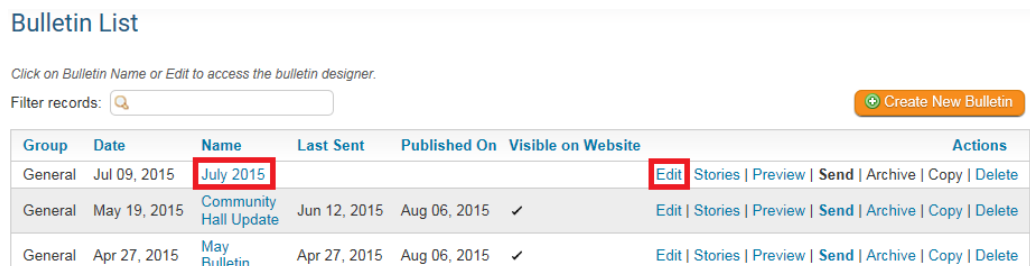 Bulletin List
Click on Bulletin Name or Edit to access the bulletin designer.
Filter records:
Create New Bulletin
Group Date Name Last Sent Published On Visible on Website Actions
General Jul 09, 2015 July 2015 Edit | Stories | Preview | Send | Archive | Copy | Delete
General May 19, 2015 Community Hall Update Jun 12, 2015 Aug 06, 2015 ✓ Edit | Stories | Preview | Send | Archive | Copy | Delete
General Apr 27, 2015 May Bulletin Apr 27, 2015 Aug 06, 2015 ✓ Edit | Stories | Preview | Send | Archive | Copy | Delete